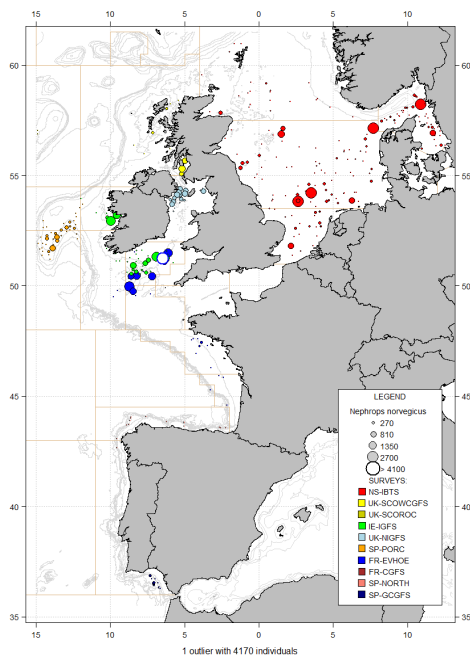 15 10 5 0 5 10
60 60
55 55
50 50
45 45
40 40
35 35
LEGEND
Nephrops norvegicus
270
810
1350
2700
> 4100
SURVEYS:
NS-IBTS
UK-SCOWCGFS
UK-SCOROC
IE-IGFS
UK-NIGFS
SP-PORC
FR-EVHOE
FR-CGFS
SP-NORTH
SP-GCGFS
15 10 5 0 5 10
1 outlier with 4170 individuals